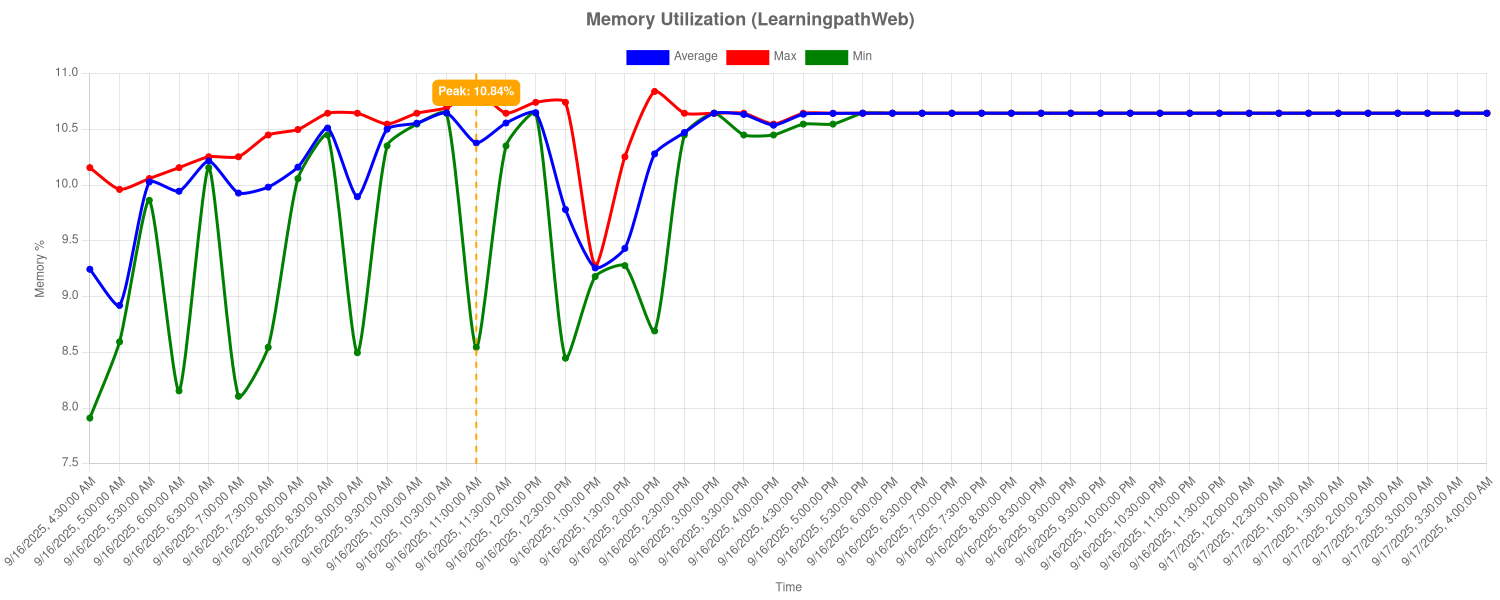 Memory Utilization (LearningpathWeb)
Average Max Min
Peak: 10.84%
11.0
10.5
10.0
9.5
9.0
8.5
8.0
7.5
Memory %
9/16/2025, 4:30:00 AM
9/16/2025, 5:00:00 AM
9/16/2025, 5:30:00 AM
9/16/2025, 6:00:00 AM
9/16/2025, 6:30:00 AM
9/16/2025, 7:00:00 AM
9/16/2025, 7:30:00 AM
9/16/2025, 8:00:00 AM
9/16/2025, 8:30:00 AM
9/16/2025, 9:00:00 AM
9/16/2025, 9:30:00 AM
9/16/2025, 10:00:00 AM
9/16/2025, 10:30:00 AM
9/16/2025, 11:00:00 AM
9/16/2025, 11:30:00 AM
9/16/2025, 12:00:00 PM
9/16/2025, 12:30:00 PM
9/16/2025, 1:00:00 PM
9/16/2025, 1:30:00 PM
9/16/2025, 2:00:00 PM
9/16/2025, 2:30:00 PM
9/16/2025, 3:00:00 PM
9/16/2025, 3:30:00 PM
9/16/2025, 4:00:00 PM
9/16/2025, 4:30:00 PM
9/16/2025, 5:00:00 PM
9/16/2025, 5:30:00 PM
9/16/2025, 6:00:00 PM
9/16/2025, 6:30:00 PM
9/16/2025, 7:00:00 PM
9/16/2025, 7:30:00 PM
9/16/2025, 8:00:00 PM
9/16/2025, 8:30:00 PM
9/16/2025, 9:00:00 PM
9/16/2025, 9:30:00 PM
9/16/2025, 10:00:00 PM
9/16/2025, 10:30:00 PM
9/16/2025, 11:00:00 PM
9/16/2025, 11:30:00 PM
9/17/2025, 12:00:00 AM
9/17/2025, 12:30:00 AM
9/17/2025, 1:00:00 AM
9/17/2025, 1:30:00 AM
9/17/2025, 2:00:00 AM
9/17/2025, 2:30:00 AM
9/17/2025, 3:00:00 AM
9/17/2025, 3:30:00 AM
9/17/2025, 4:00:00 AM
Time